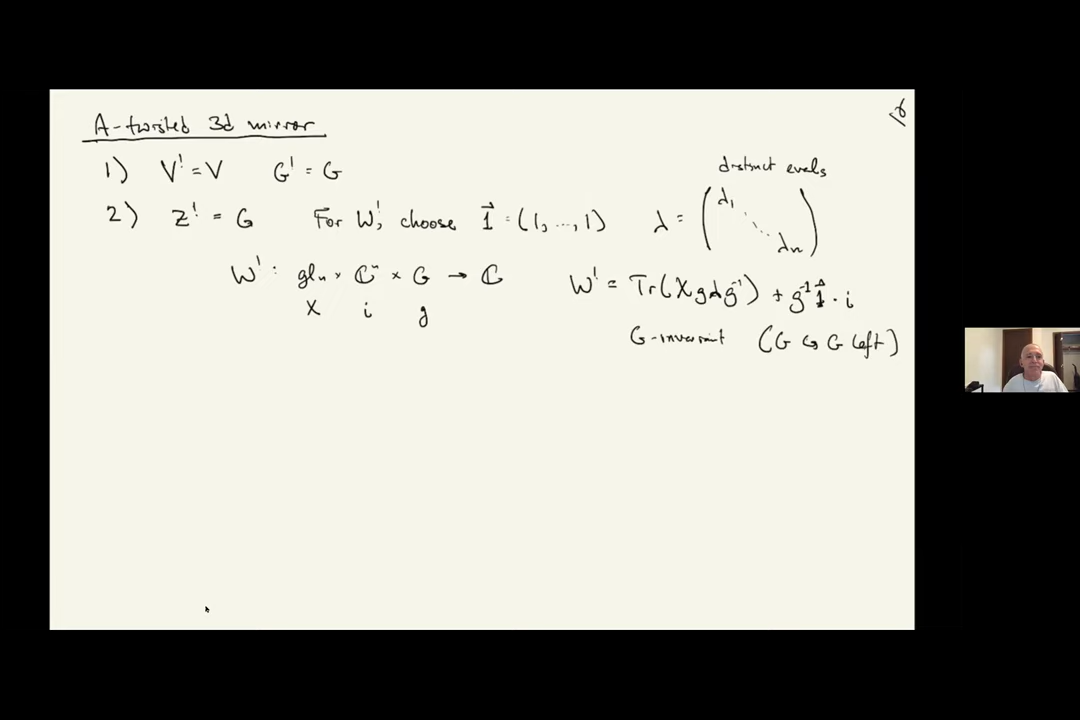 A-twisted 3d mirror
16
1) V! = V G! = G
distinct evals
2) Z! = G For W!, choose 1⃗ = (1, ..., 1) λ = ( λ1 ⋱ λn )
W! : gln × ℂⁿ × G → ℂ W! = Tr(X g λ g⁻¹) + g⁻¹ 1⃗ · i
X i g
G-invariant (G ↻ G left)